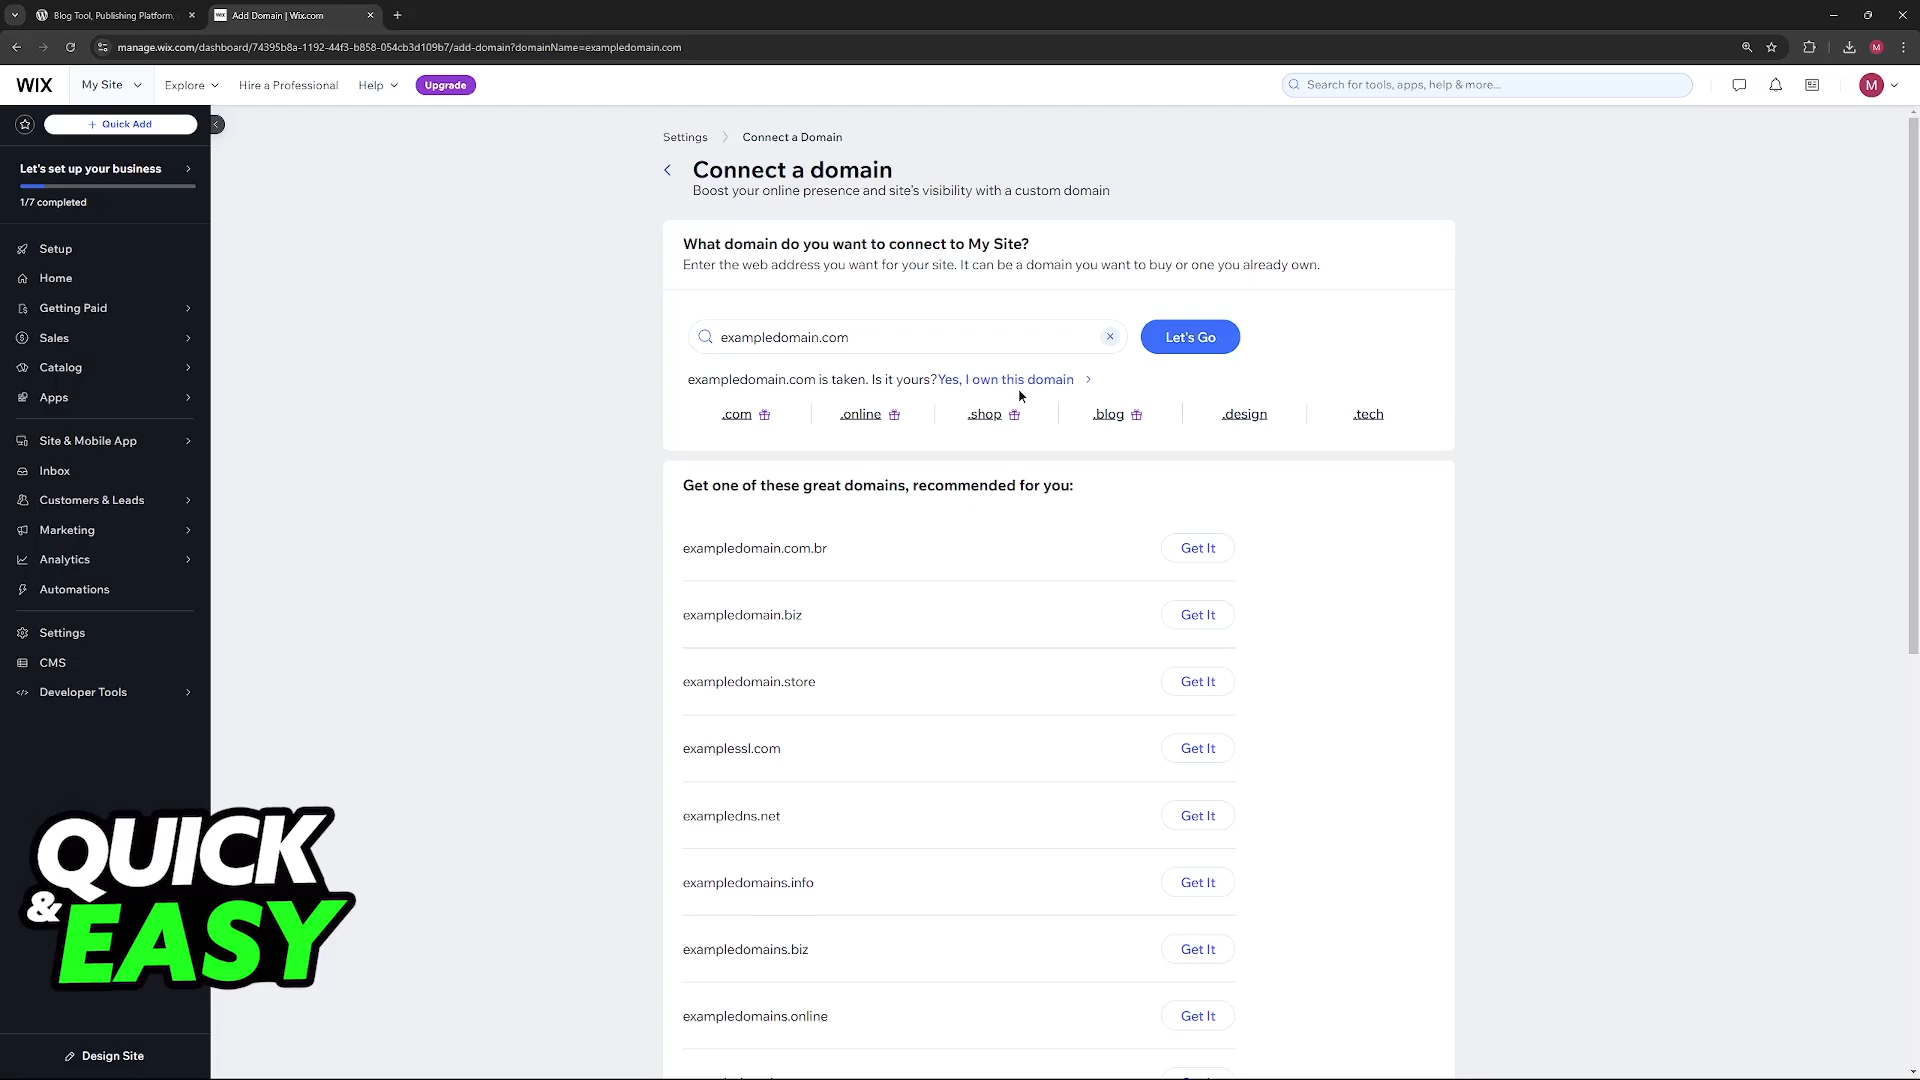 Blog Tool, Publishing Platform,
Add Domain | Wix.com
manage.wix.com/dashboard/74395b8a-1192-44f3-b858-054cb3d109b7/add-domain?domainName=exampledomain.com
M
WIX
My Site
Explore
Hire a Professional
Help
Upgrade
Search for tools, apps, help & more...
M
+ Quick Add
Let's set up your business
1/7 completed
Setup
Home
Getting Paid
Sales
Catalog
Apps
Site & Mobile App
Inbox
Customers & Leads
Marketing
Analytics
Automations
Settings
CMS
Developer Tools
Design Site
Settings
Connect a Domain
Connect a domain
Boost your online presence and site's visibility with a custom domain
What domain do you want to connect to My Site?
Enter the web address you want for your site. It can be a domain you want to buy or one you already own.
exampledomain.com
Let's Go
exampledomain.com is taken. Is it yours?Yes, I own this domain
.com
.online
.shop
.blog
.design
.tech
Get one of these great domains, recommended for you:
exampledomain.com.br
Get It
exampledomain.biz
Get It
exampledomain.store
Get It
examplessl.com
Get It
exampledns.net
Get It
exampledomains.info
Get It
exampledomains.biz
Get It
exampledomains.online
Get It
QUICK
& EASY